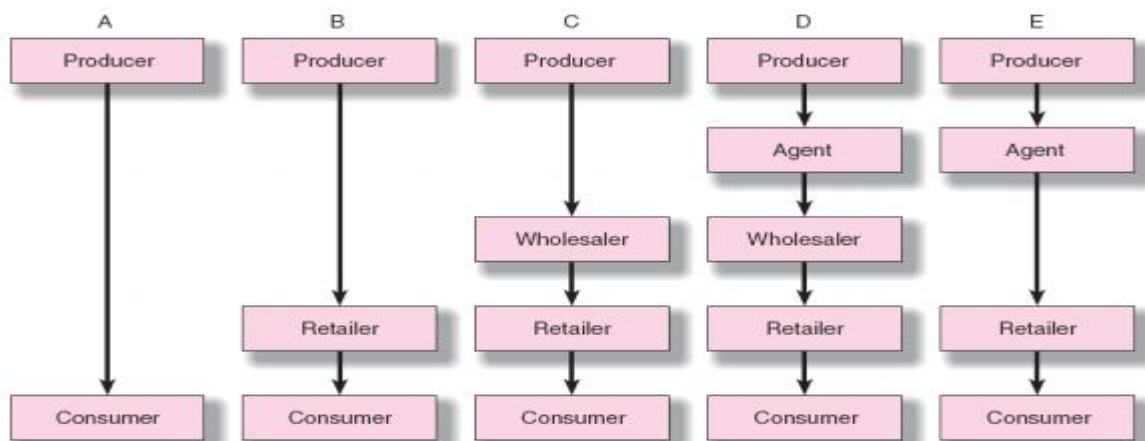 A B C D E
Producer Producer Producer Producer Producer
Agent Agent
Wholesaler Wholesaler
Retailer Retailer Retailer Retailer
Consumer Consumer Consumer Consumer Consumer